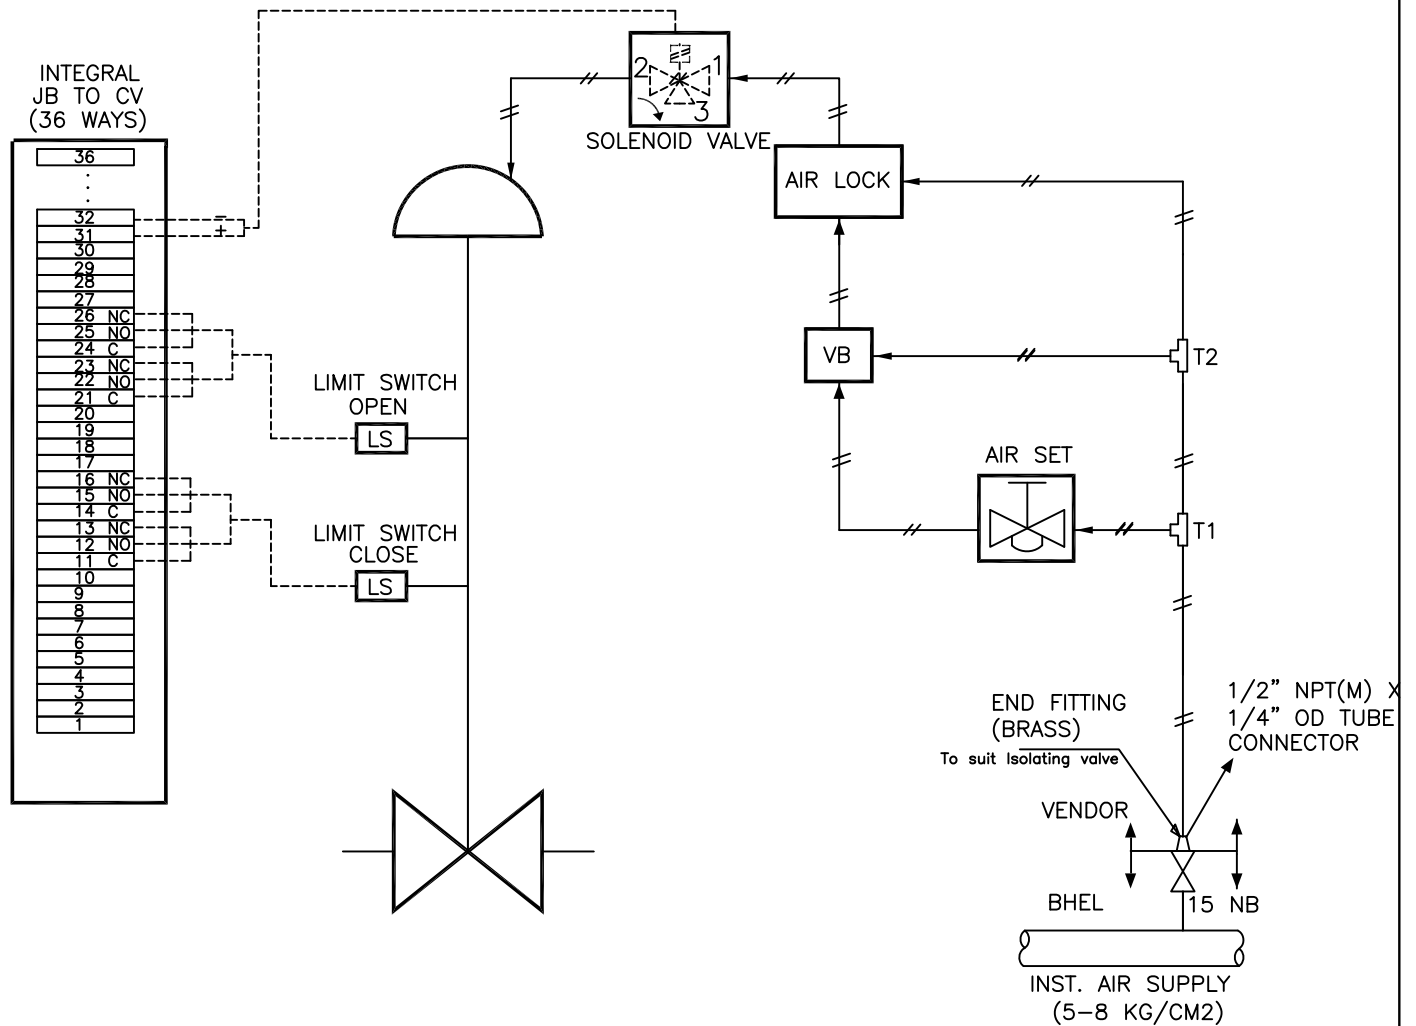 INTEGRAL
JB TO CV
(36 WAYS)
36
32 −
31 +
30
29
28
27
26 NC
25 NO
24 C
23 NC
22 NO
21 C
20
19
18
17
16 NC
15 NO
14 C
13 NC
12 NO
11 C
10
9
8
7
6
5
4
3
2
1
2 1
3
SOLENOID VALVE
AIR LOCK
VB
T2
LIMIT SWITCH
OPEN
LS
AIR SET
T1
LIMIT SWITCH
CLOSE
LS
END FITTING
(BRASS)
To suit Isolating valve
1/2" NPT(M) X
1/4" OD TUBE
CONNECTOR
VENDOR
BHEL
15 NB
INST. AIR SUPPLY
(5-8 KG/CM2)